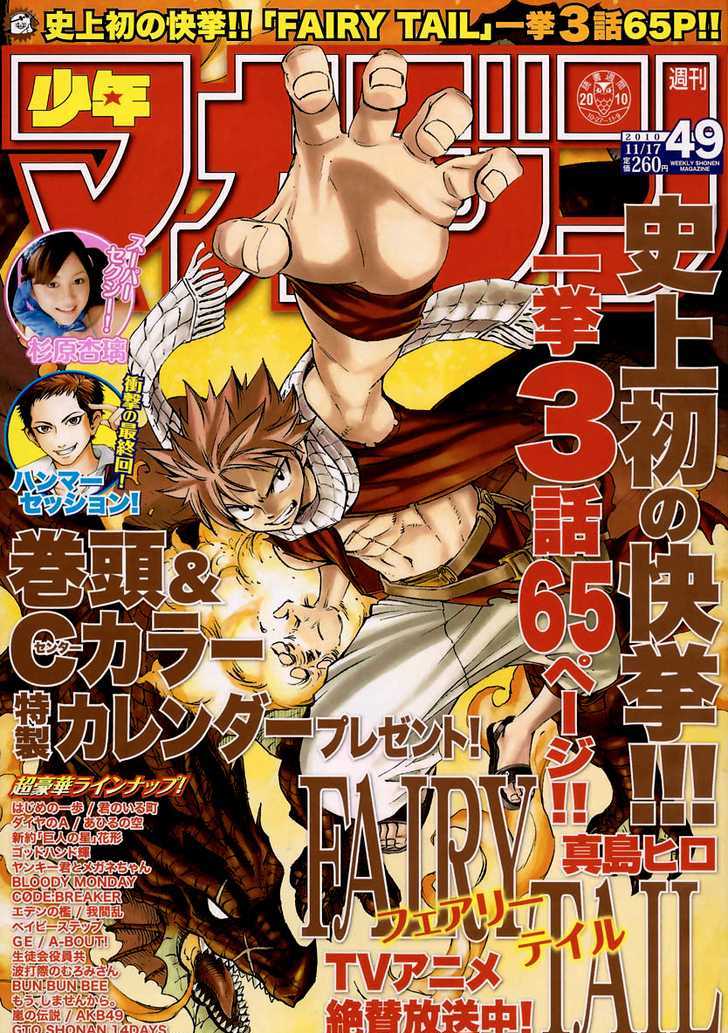 史上初の快挙!!「FAIRY TAIL」一挙3話65P!!
週刊
少年
マガジン
読書週間
20 10
10・27-11・9
2010
11/17
定価260円
49
WEEKLY SHONEN MAGAZINE
史上初の快挙!!!
一挙3話65ページ!!
スーパーセクシー!
杉原杏璃
衝撃の最終回!
ハンマー
セッション!
巻頭&
Cカラー
センター
特製カレンダープレゼント!
真島ヒロ
FAIRY TAIL
フェアリー
テイル
TVアニメ
絶賛放送中!
超豪華ラインナップ!
はじめの一歩 / 君のいる町
ダイヤのA / あひるの空
新約「巨人の星」花形
ゴッドハンド輝
ヤンキー君とメガネちゃん
BLOODY MONDAY
CODE:BREAKER
エデンの檻 / 我間乱
ベイビーステップ
GE / A-BOUT!
生徒会役員共
波打際のむろみさん
BUN BUN BEE
もう、しませんから。
嵐の伝説 / AKB49
GTO SHONAN 14DAYS